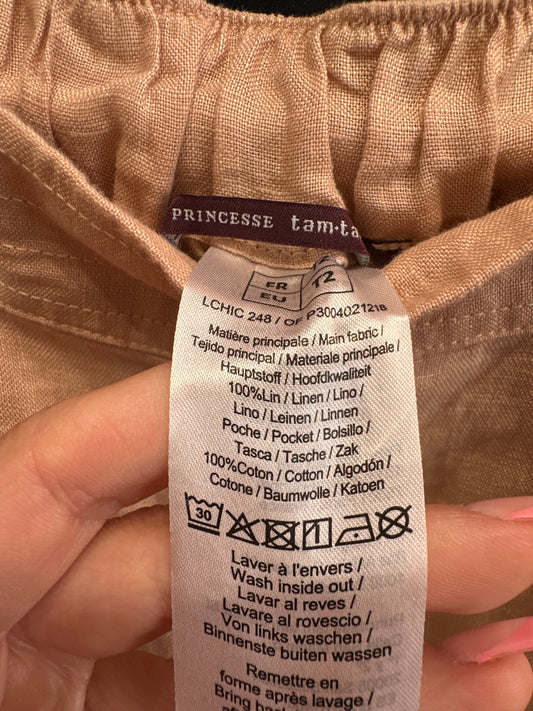 PRINCESSE tam·ta
FR
EU
T2
LCHIC 248 / OF P3004021218
Matière principale / Main fabric /
Tejido principal / Materiale principale /
Hauptstoff / Hoofdkwaliteit
100%Lin / Linen / Lino /
Lino / Leinen / Linnen
Poche / Pocket / Bolsillo /
Tasca / Tasche / Zak
100%Coton / Cotton / Algodón /
Cotone / Baumwolle / Katoen
30
Laver à l'envers /
Wash inside out /
Lavar al reves /
Lavare al rovescio /
Von links waschen /
Binnenste buiten wassen
Remettre en
forme après lavage /
Bring back